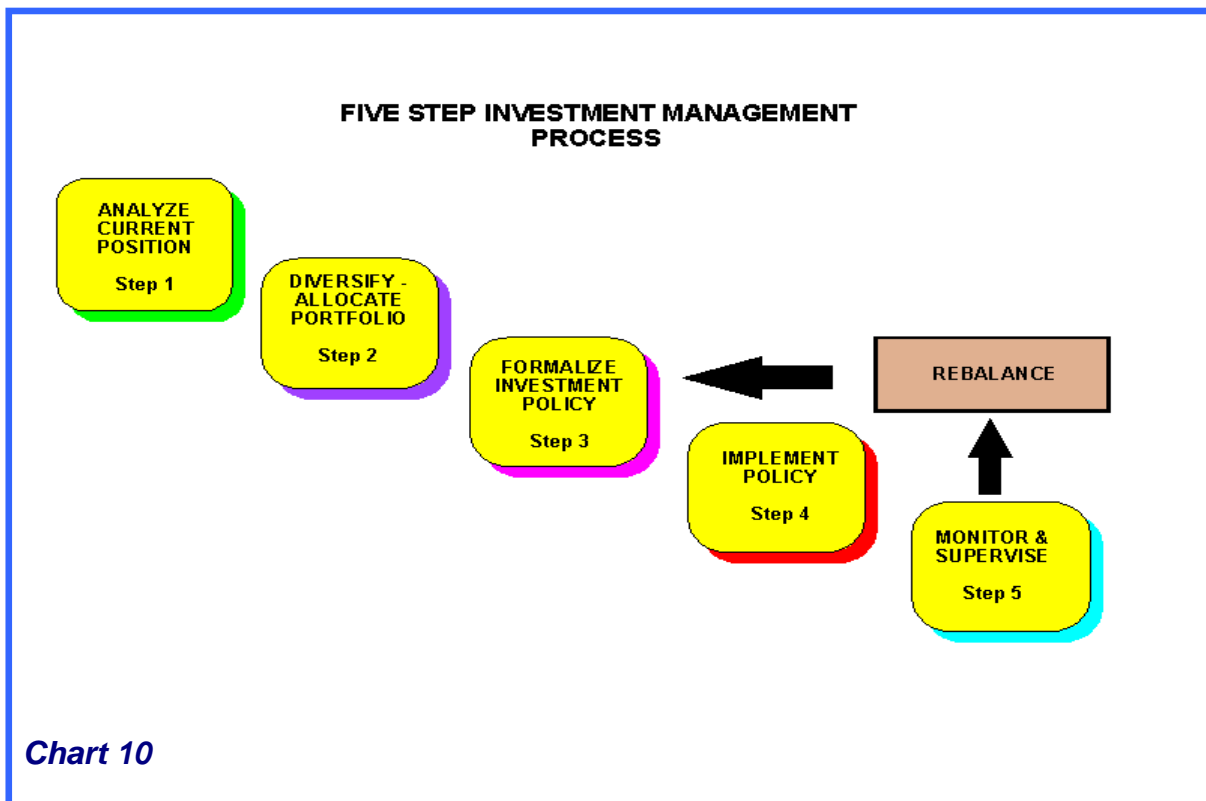 FIVE STEP INVESTMENT MANAGEMENT
PROCESS
ANALYZE
CURRENT
POSITION
Step 1
DIVERSIFY -
ALLOCATE
PORTFOLIO
Step 2
FORMALIZE
INVESTMENT
POLICY
Step 3
IMPLEMENT
POLICY
Step 4
MONITOR &
SUPERVISE
Step 5
REBALANCE
Chart 10